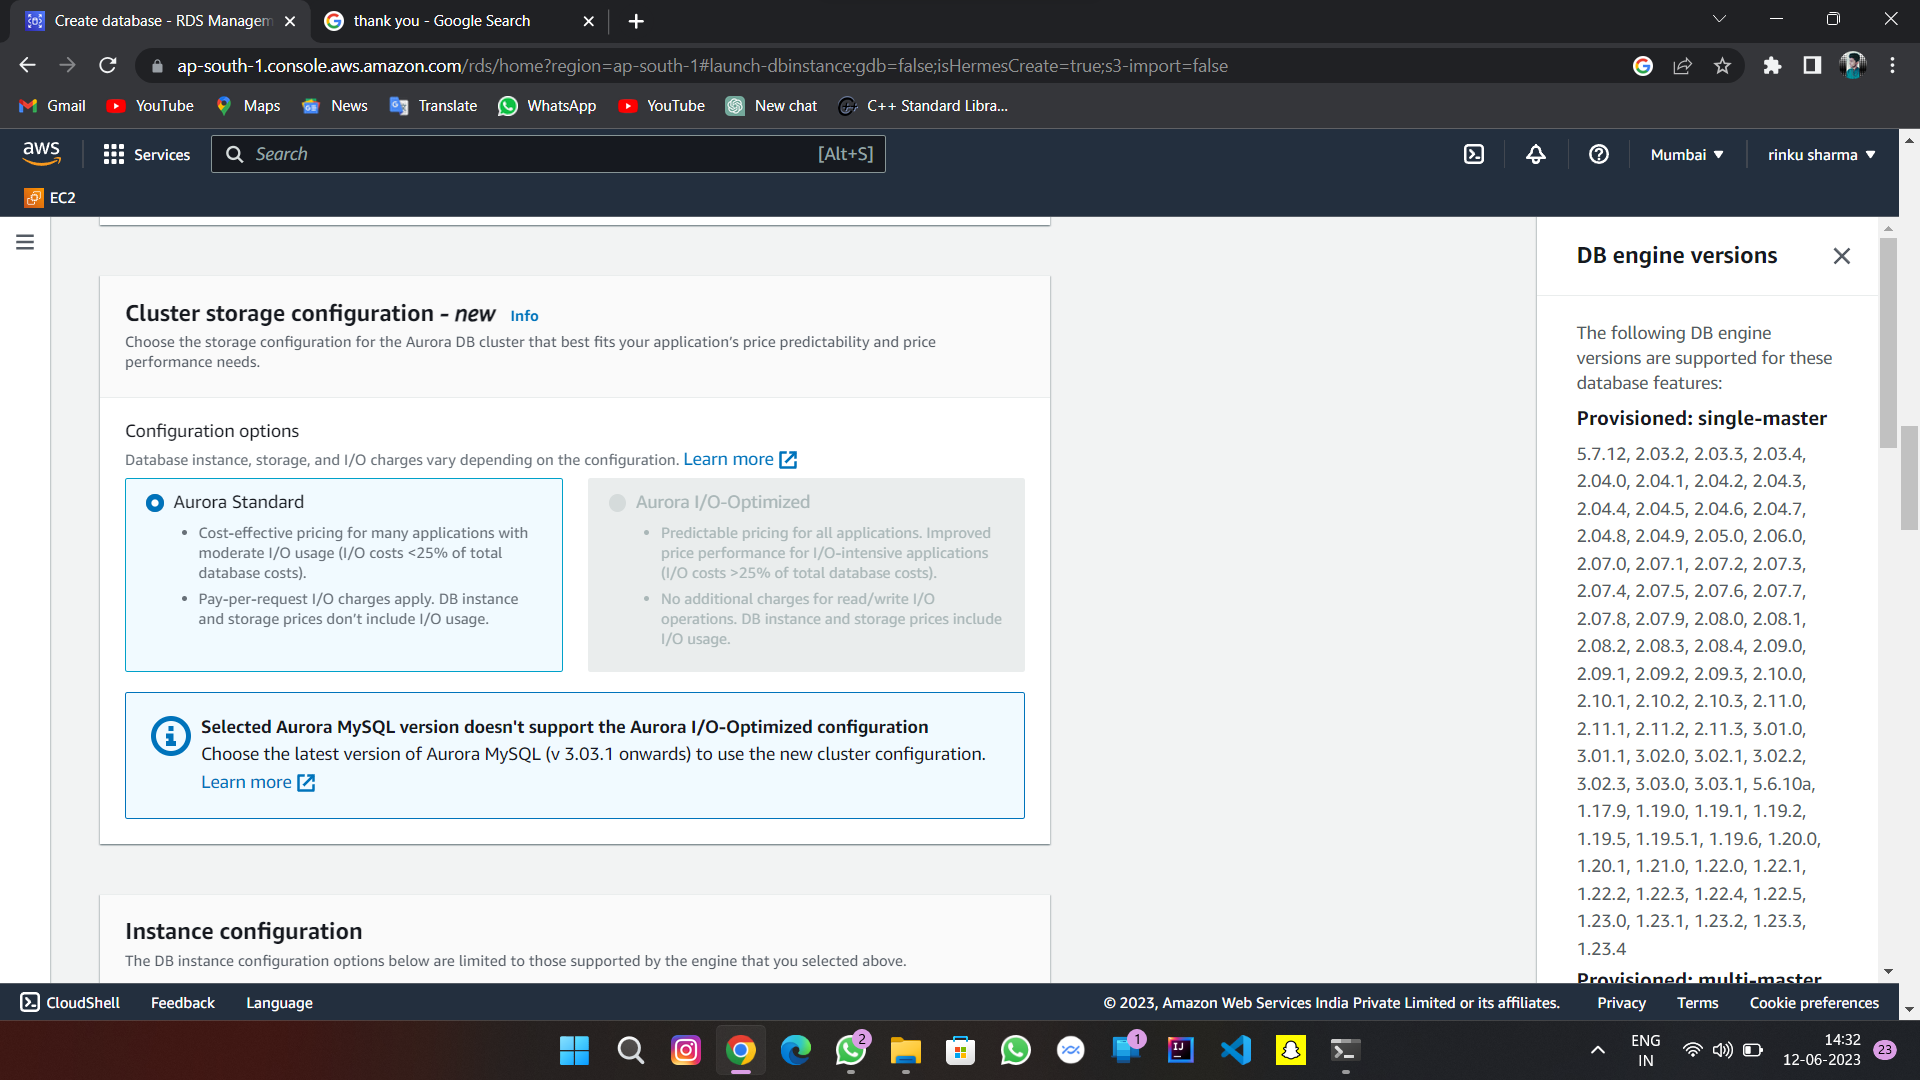 Create database - RDS Managem
thank you - Google Search
ap-south-1.console.aws.amazon.com/rds/home?region=ap-south-1#launch-dbinstance:gdb=false;isHermesCreate=true;s3-import=false
Gmail YouTube Maps News Translate WhatsApp YouTube New chat C++ Standard Libra...
aws Services Search [Alt+S] Mumbai rinku sharma
EC2
Cluster storage configuration - new Info
Choose the storage configuration for the Aurora DB cluster that best fits your application’s price predictability and price
performance needs.
Configuration options
Database instance, storage, and I/O charges vary depending on the configuration. Learn more
Aurora Standard
• Cost-effective pricing for many applications with
moderate I/O usage (I/O costs <25% of total
database costs).
• Pay-per-request I/O charges apply. DB instance
and storage prices don’t include I/O usage.
Aurora I/O-Optimized
• Predictable pricing for all applications. Improved
price performance for I/O-intensive applications
(I/O costs >25% of total database costs).
• No additional charges for read/write I/O
operations. DB instance and storage prices include
I/O usage.
Selected Aurora MySQL version doesn't support the Aurora I/O-Optimized configuration
Choose the latest version of Aurora MySQL (v 3.03.1 onwards) to use the new cluster configuration.
Learn more
Instance configuration
The DB instance configuration options below are limited to those supported by the engine that you selected above.
DB engine versions
The following DB engine
versions are supported for these
database features:
Provisioned: single-master
5.7.12, 2.03.2, 2.03.3, 2.03.4,
2.04.0, 2.04.1, 2.04.2, 2.04.3,
2.04.4, 2.04.5, 2.04.6, 2.04.7,
2.04.8, 2.04.9, 2.05.0, 2.06.0,
2.07.0, 2.07.1, 2.07.2, 2.07.3,
2.07.4, 2.07.5, 2.07.6, 2.07.7,
2.07.8, 2.07.9, 2.08.0, 2.08.1,
2.08.2, 2.08.3, 2.08.4, 2.09.0,
2.09.1, 2.09.2, 2.09.3, 2.10.0,
2.10.1, 2.10.2, 2.10.3, 2.11.0,
2.11.1, 2.11.2, 2.11.3, 3.01.0,
3.01.1, 3.02.0, 3.02.1, 3.02.2,
3.02.3, 3.03.0, 3.03.1, 5.6.10a,
1.17.9, 1.19.0, 1.19.1, 1.19.2,
1.19.5, 1.19.5.1, 1.19.6, 1.20.0,
1.20.1, 1.21.0, 1.22.0, 1.22.1,
1.22.2, 1.22.3, 1.22.4, 1.22.5,
1.23.0, 1.23.1, 1.23.2, 1.23.3,
1.23.4
Provisioned: multi-master
CloudShell Feedback Language © 2023, Amazon Web Services India Private Limited or its affiliates. Privacy Terms Cookie preferences
2
1
IJ
ENG
IN
14:32
12-06-2023
23